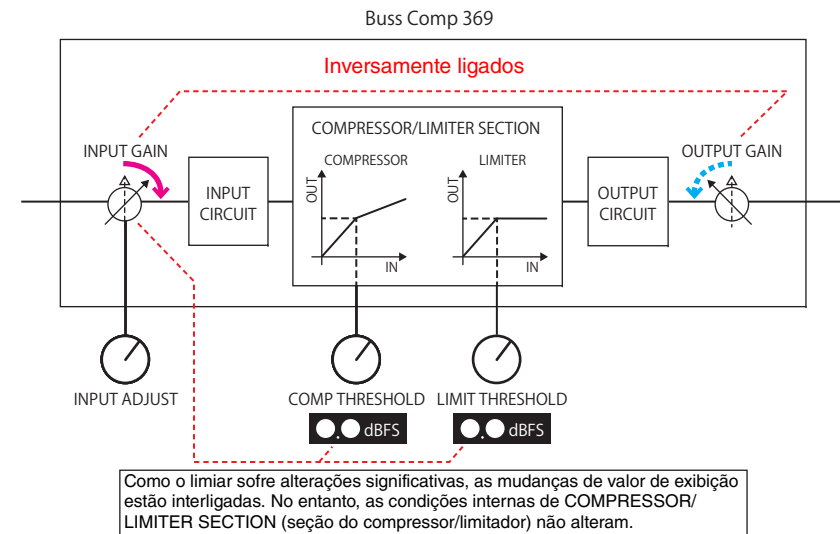 Buss Comp 369
Inversamente ligados
COMPRESSOR/LIMITER SECTION
INPUT GAIN
COMPRESSOR
LIMITER
OUTPUT GAIN
INPUT
CIRCUIT
OUT
IN
OUT
IN
OUTPUT
CIRCUIT
INPUT ADJUST
COMP THRESHOLD
LIMIT THRESHOLD
dBFS
dBFS
Como o limiar sofre alterações significativas, as mudanças de valor de exibição
estão interligadas. No entanto, as condições internas de COMPRESSOR/
LIMITER SECTION (seção do compressor/limitador) não alteram.